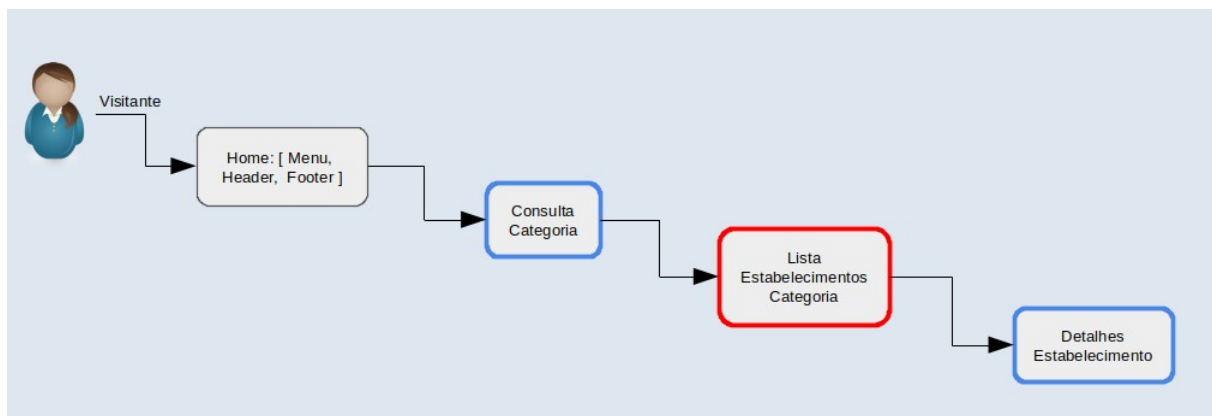 Visitante
Home: [ Menu,
Header, Footer ]
Consulta
Categoria
Lista
Estabelecimentos
Categoria
Detalhes
Estabelecimento